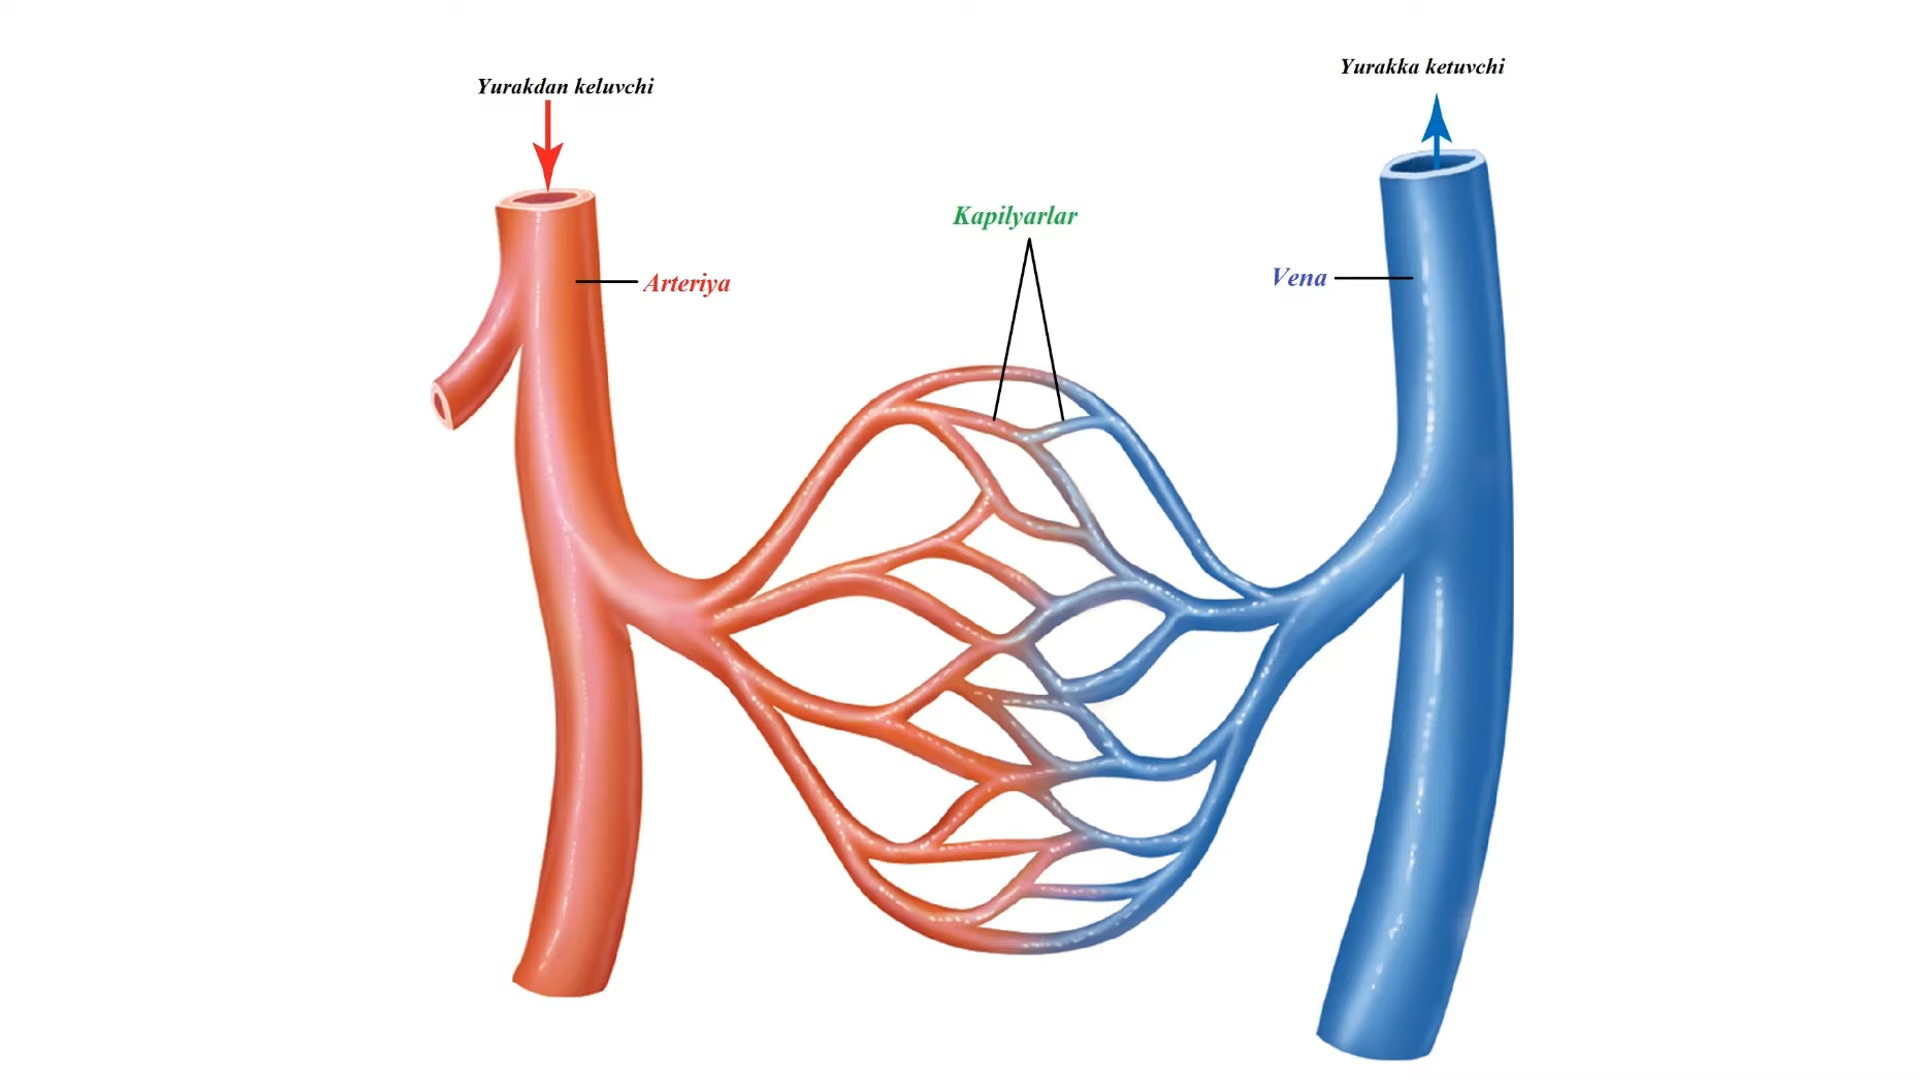 Yurakdan keluvchi
Yurakka ketuvchi
Kapilyarlar
Arteriya
Vena